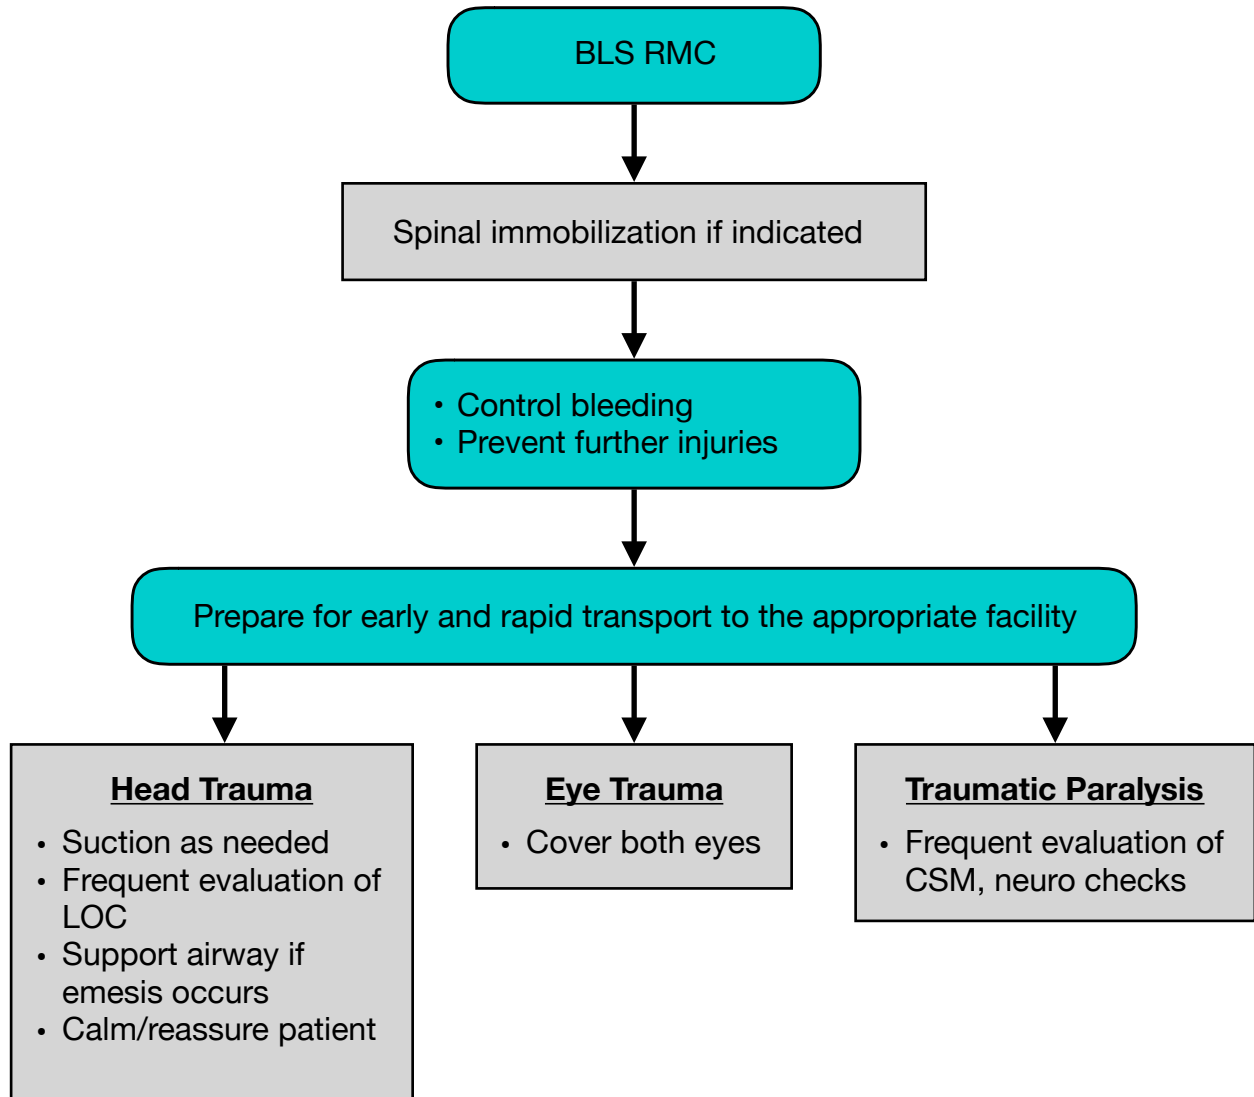 BLS RMC
Spinal immobilization if indicated
• Control bleeding
• Prevent further injuries
Prepare for early and rapid transport to the appropriate facility
Head Trauma
• Suction as needed
• Frequent evaluation of
LOC
• Support airway if
emesis occurs
• Calm/reassure patient
Eye Trauma
• Cover both eyes
Traumatic Paralysis
• Frequent evaluation of
CSM, neuro checks